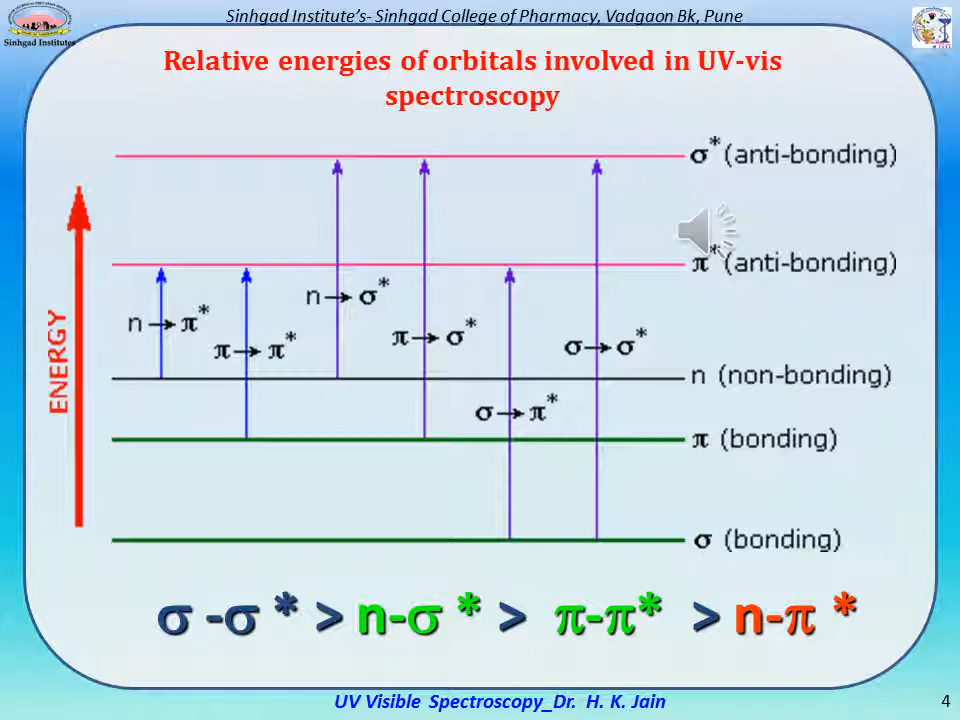 Sinhgad Institute's- Sinhgad College of Pharmacy, Vadgaon Bk, Pune
Sinhgad Institutes
Relative energies of orbitals involved in UV-vis
spectroscopy
σ* (anti-bonding)
π* (anti-bonding)
n → σ*
n → π*
π → σ*
σ → σ*
π → π*
ENERGY
n (non-bonding)
σ → π*
π (bonding)
σ (bonding)
σ -σ * > n-σ * > π-π* > n-π *
UV Visible Spectroscopy_Dr. H. K. Jain
4